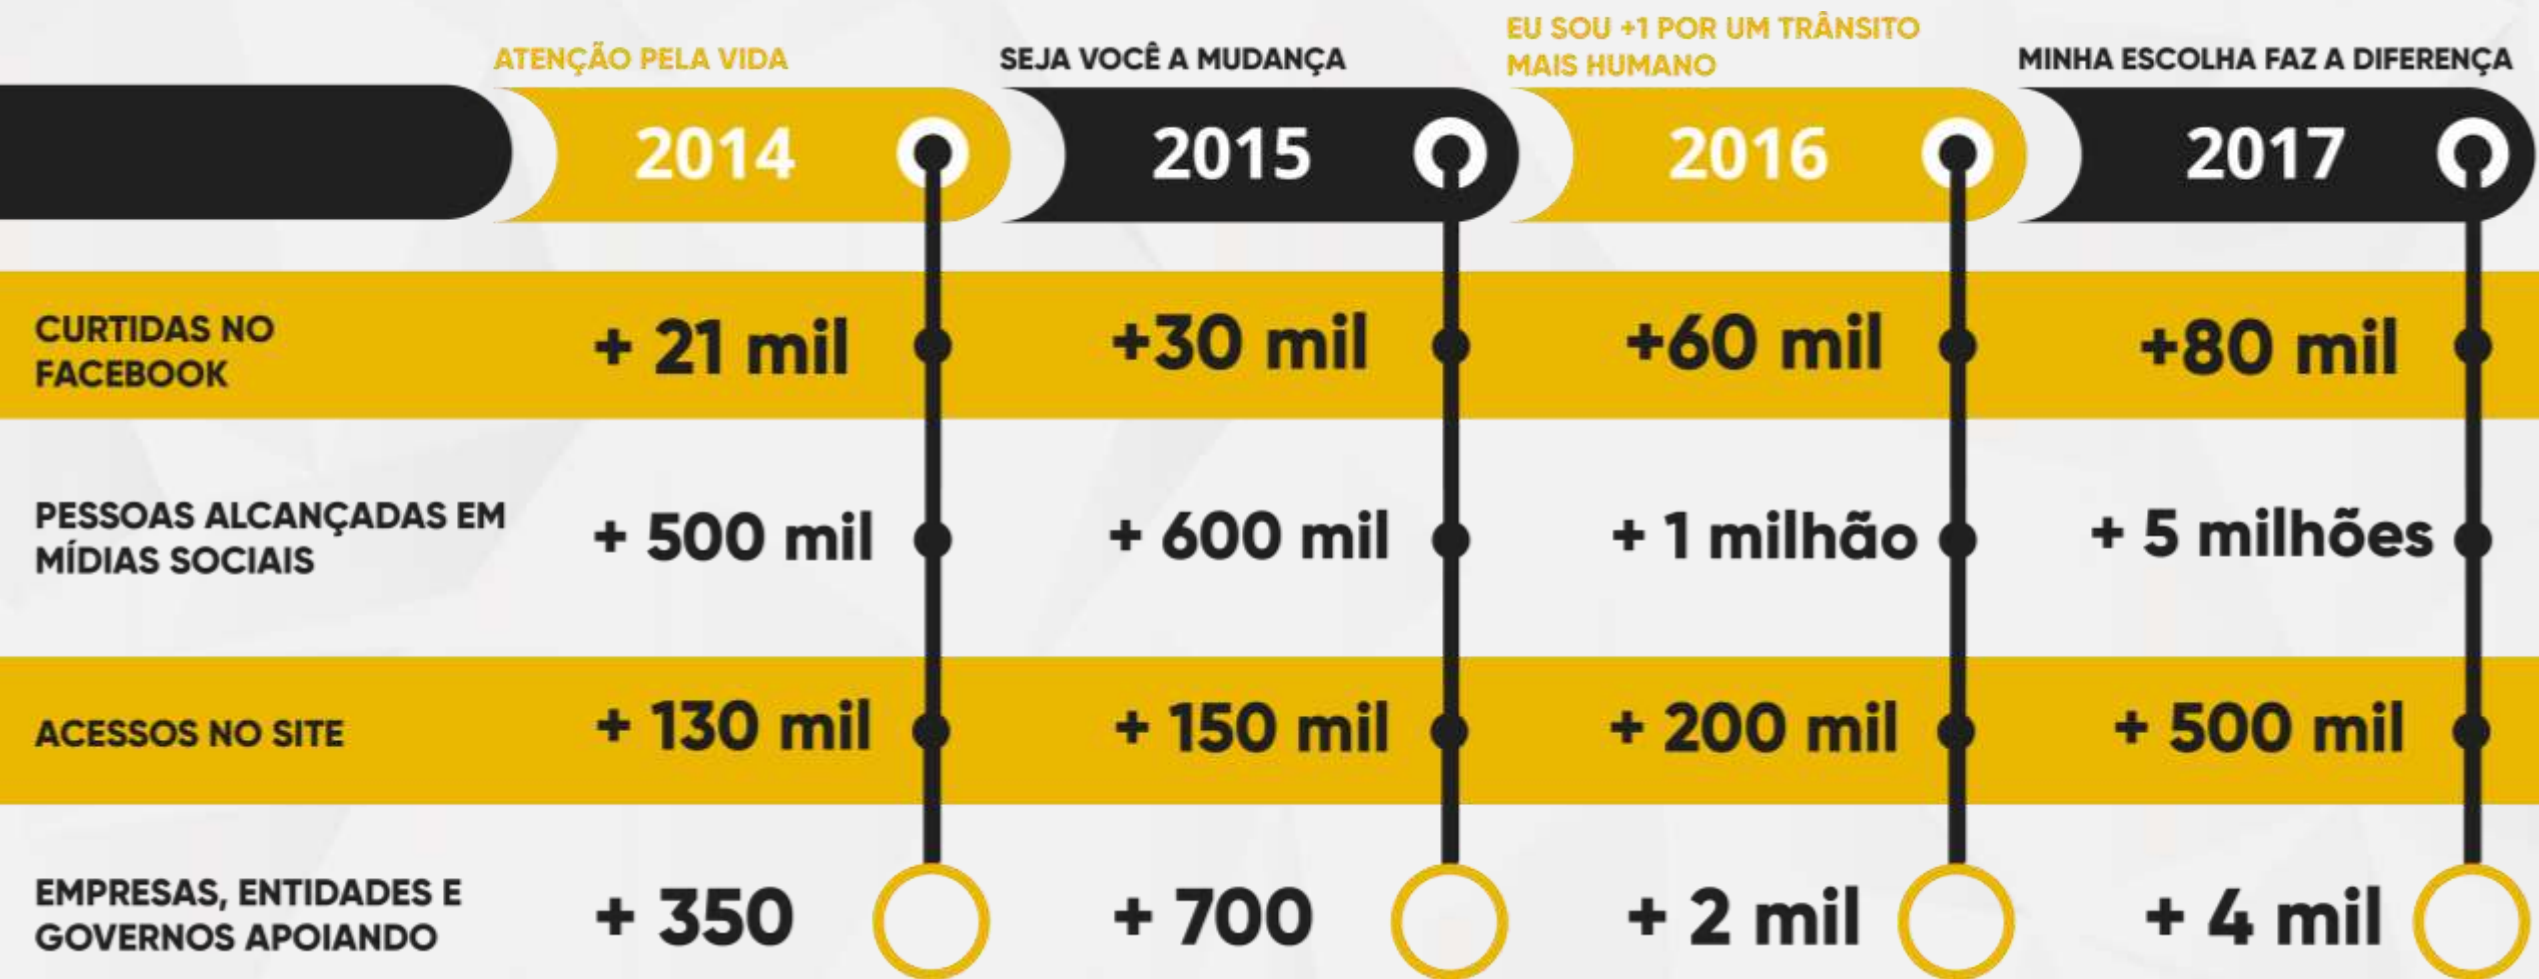 ATENÇÃO PELA VIDA
SEJA VOCÊ A MUDANÇA
EU SOU +1 POR UM TRÂNSITO
MAIS HUMANO
MINHA ESCOLHA FAZ A DIFERENÇA
2014
2015
2016
2017
CURTIDAS NO
FACEBOOK
+ 21 mil
+30 mil
+60 mil
+80 mil
PESSOAS ALCANÇADAS EM
MÍDIAS SOCIAIS
+ 500 mil
+ 600 mil
+ 1 milhão
+ 5 milhões
ACESSOS NO SITE
+ 130 mil
+ 150 mil
+ 200 mil
+ 500 mil
EMPRESAS, ENTIDADES E
GOVERNOS APOIANDO
+ 350
+ 700
+ 2 mil
+ 4 mil